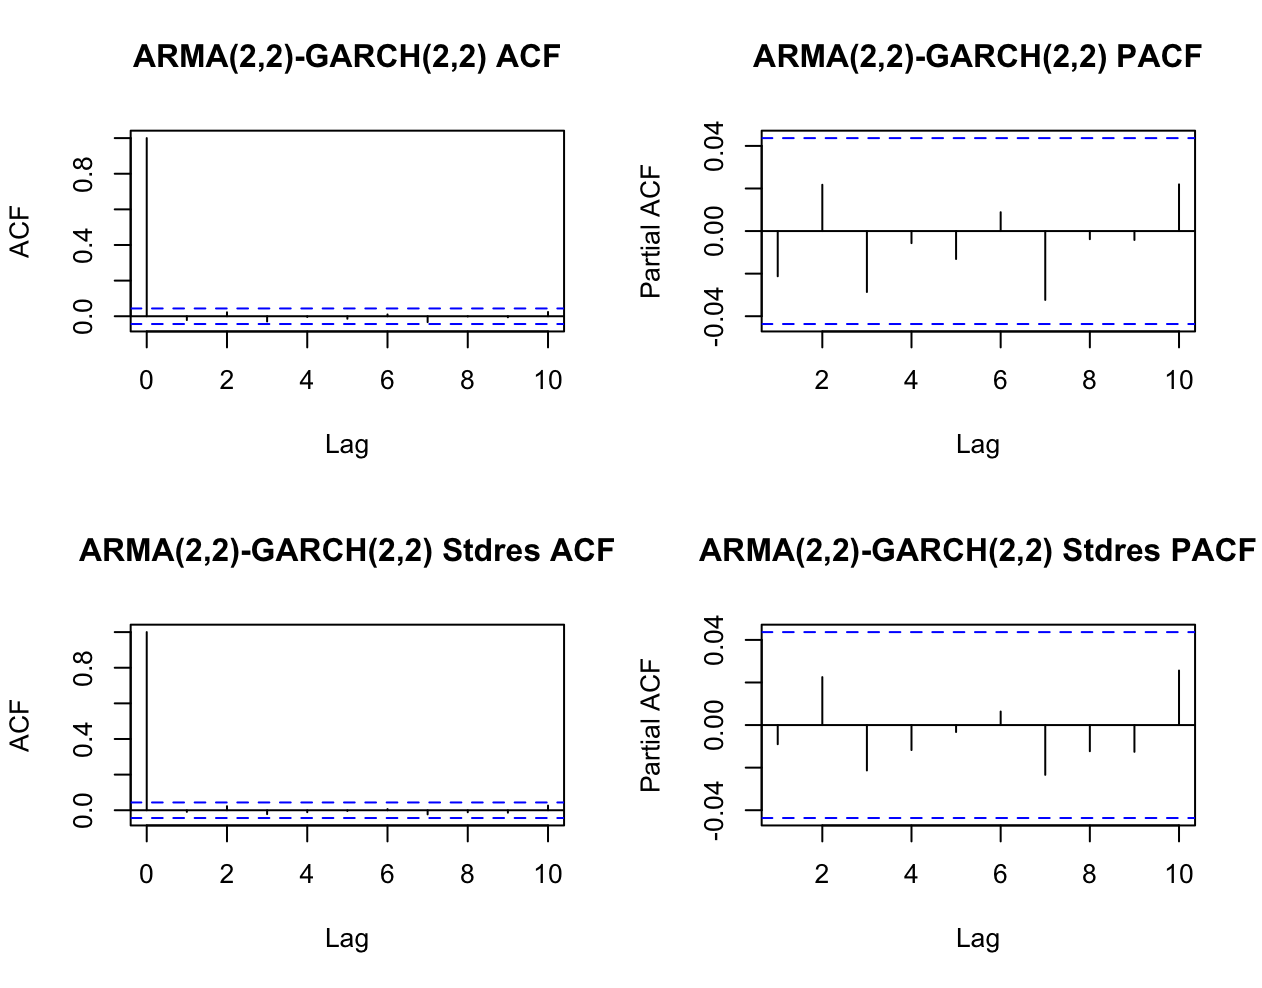 ARMA(2,2)-GARCH(2,2) ACF
ACF
0.8
0.4
0.0
0 2 4 6 8 10
Lag
ARMA(2,2)-GARCH(2,2) PACF
Partial ACF
0.04
0.00
-0.04
2 4 6 8 10
Lag
ARMA(2,2)-GARCH(2,2) Stdres ACF
ACF
0.8
0.4
0.0
0 2 4 6 8 10
Lag
ARMA(2,2)-GARCH(2,2) Stdres PACF
Partial ACF
0.04
0.00
-0.04
2 4 6 8 10
Lag